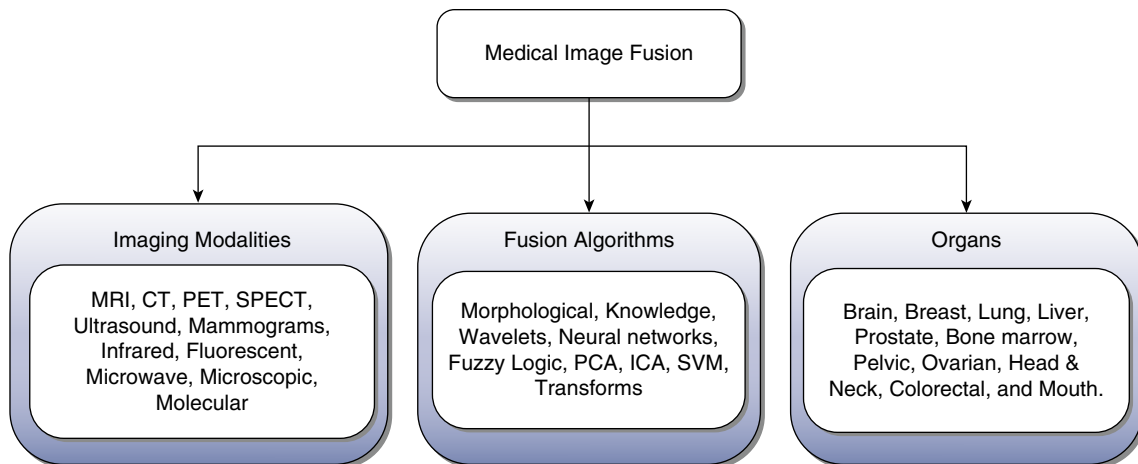 Medical Image Fusion
Imaging Modalities
MRI, CT, PET, SPECT,
Ultrasound, Mammograms,
Infrared, Fluorescent,
Microwave, Microscopic,
Molecular
Fusion Algorithms
Morphological, Knowledge,
Wavelets, Neural networks,
Fuzzy Logic, PCA, ICA, SVM,
Transforms
Organs
Brain, Breast, Lung, Liver,
Prostate, Bone marrow,
Pelvic, Ovarian, Head &
Neck, Colorectal, and Mouth.